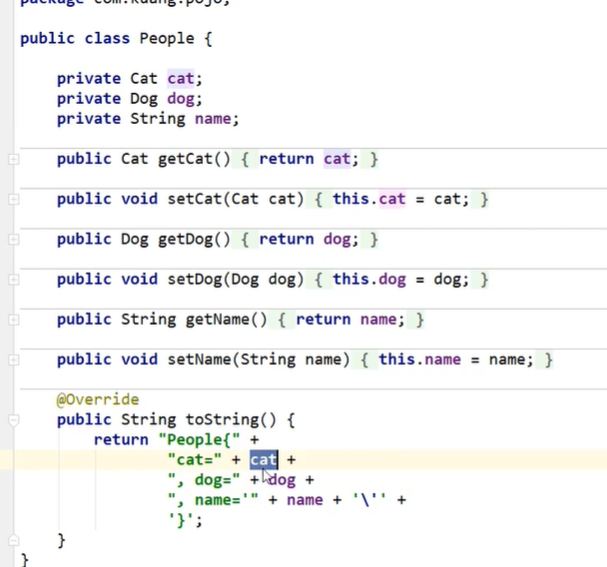 package com.kuang.pojo;
public class People {
private Cat cat;
private Dog dog;
private String name;
public Cat getCat() { return cat; }
public void setCat(Cat cat) { this.cat = cat; }
public Dog getDog() { return dog; }
public void setDog(Dog dog) { this.dog = dog; }
public String getName() { return name; }
public void setName(String name) { this.name = name; }
@Override
public String toString() {
return "People{" +
"cat=" + cat +
", dog=" + dog +
", name='" + name + '\'' +
'}';
}
}